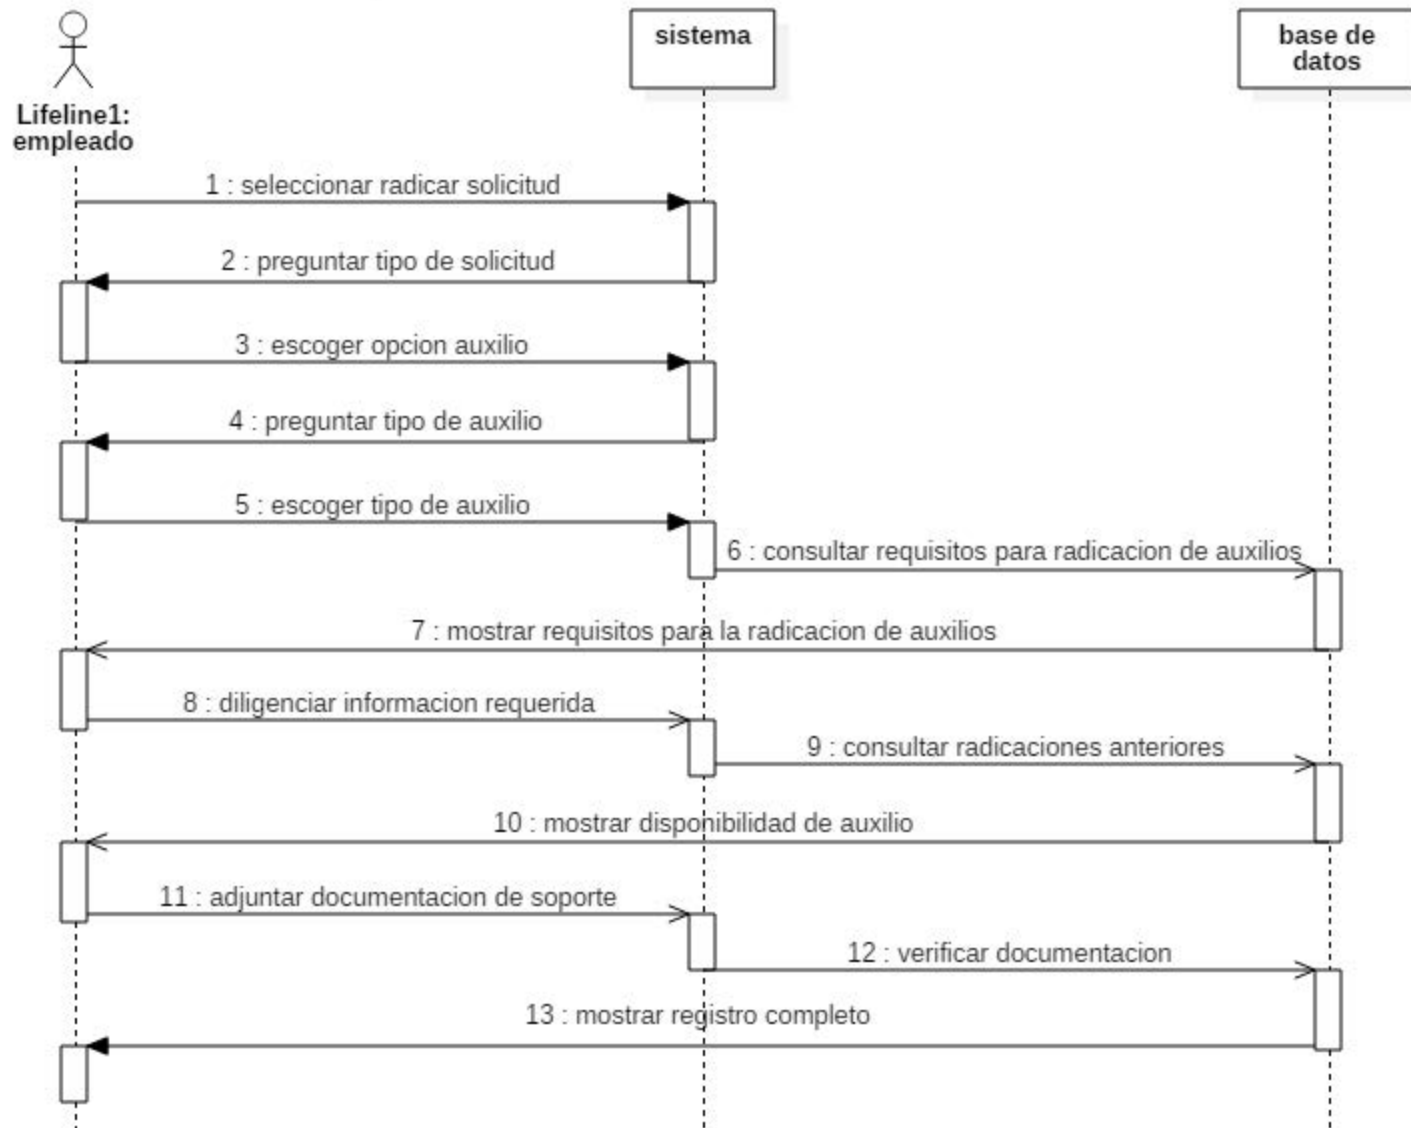 sistema
base de
datos
Lifeline1:
empleado
1 : seleccionar radicar solicitud
2 : preguntar tipo de solicitud
3 : escoger opcion auxilio
4 : preguntar tipo de auxilio
5 : escoger tipo de auxilio
6 : consultar requisitos para radicacion de auxilios
7 : mostrar requisitos para la radicacion de auxilios
8 : diligenciar informacion requerida
9 : consultar radicaciones anteriores
10 : mostrar disponibilidad de auxilio
11 : adjuntar documentacion de soporte
12 : verificar documentacion
13 : mostrar registro completo